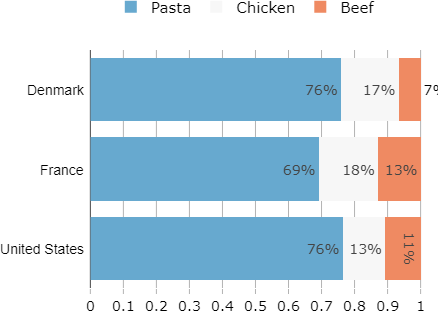 Pasta Chicken Beef
Denmark 76% 17% 7%
France 69% 18% 13%
United States 76% 13% 11%
0 0.1 0.2 0.3 0.4 0.5 0.6 0.7 0.8 0.9 1